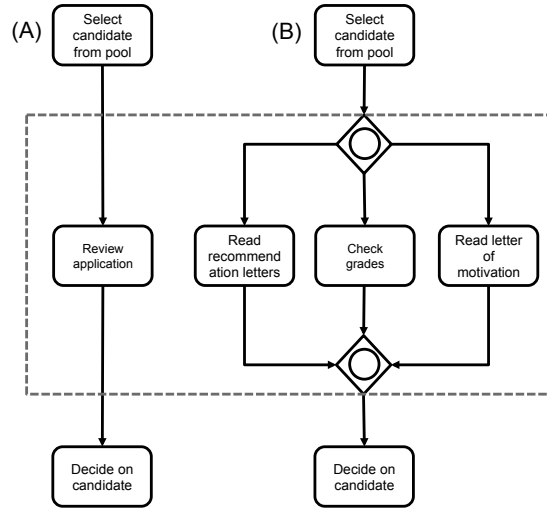 (A)
Select
candidate
from pool
(B)
Select
candidate
from pool
Review
application
Read
recommend
ation letters
Check
grades
Read letter
of
motivation
Decide on
candidate
Decide on
candidate